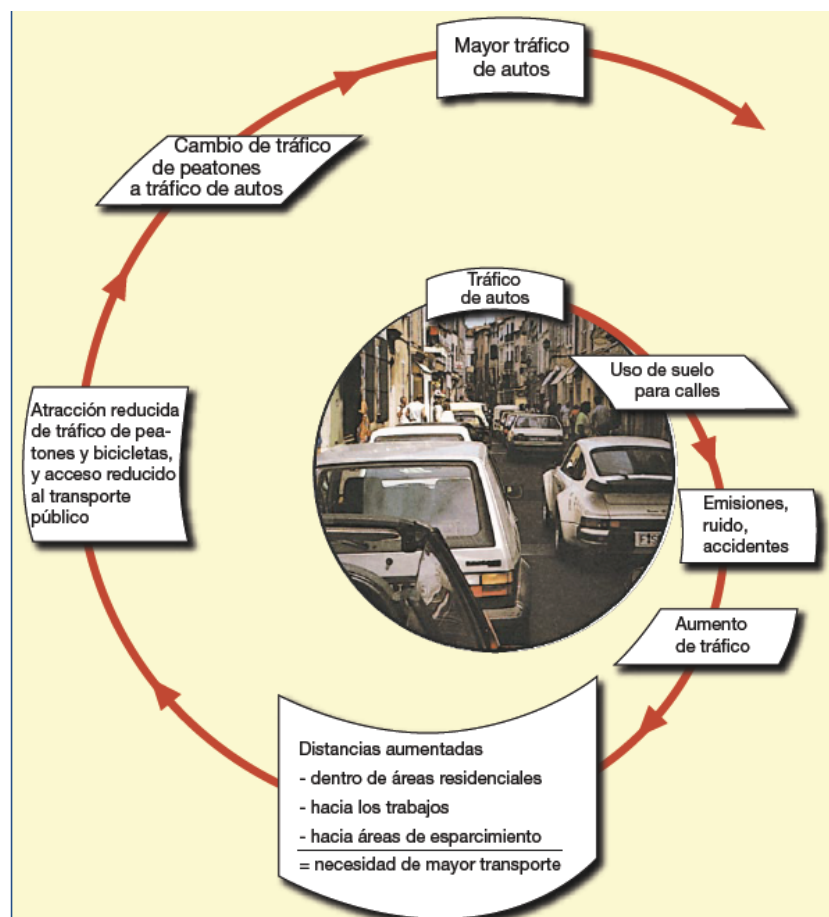 Mayor tráfico
de autos
Cambio de tráfico
de peatones
a tráfico de autos
Tráfico
de autos
Uso de suelo
para calles
Atracción reducida
de tráfico de pea-
tones y bicicletas,
y acceso reducido
al transporte
público
Emisiones,
ruido,
accidentes
Aumento
de tráfico
Distancias aumentadas
- dentro de áreas residenciales
- hacia los trabajos
- hacia áreas de esparcimiento
= necesidad de mayor transporte